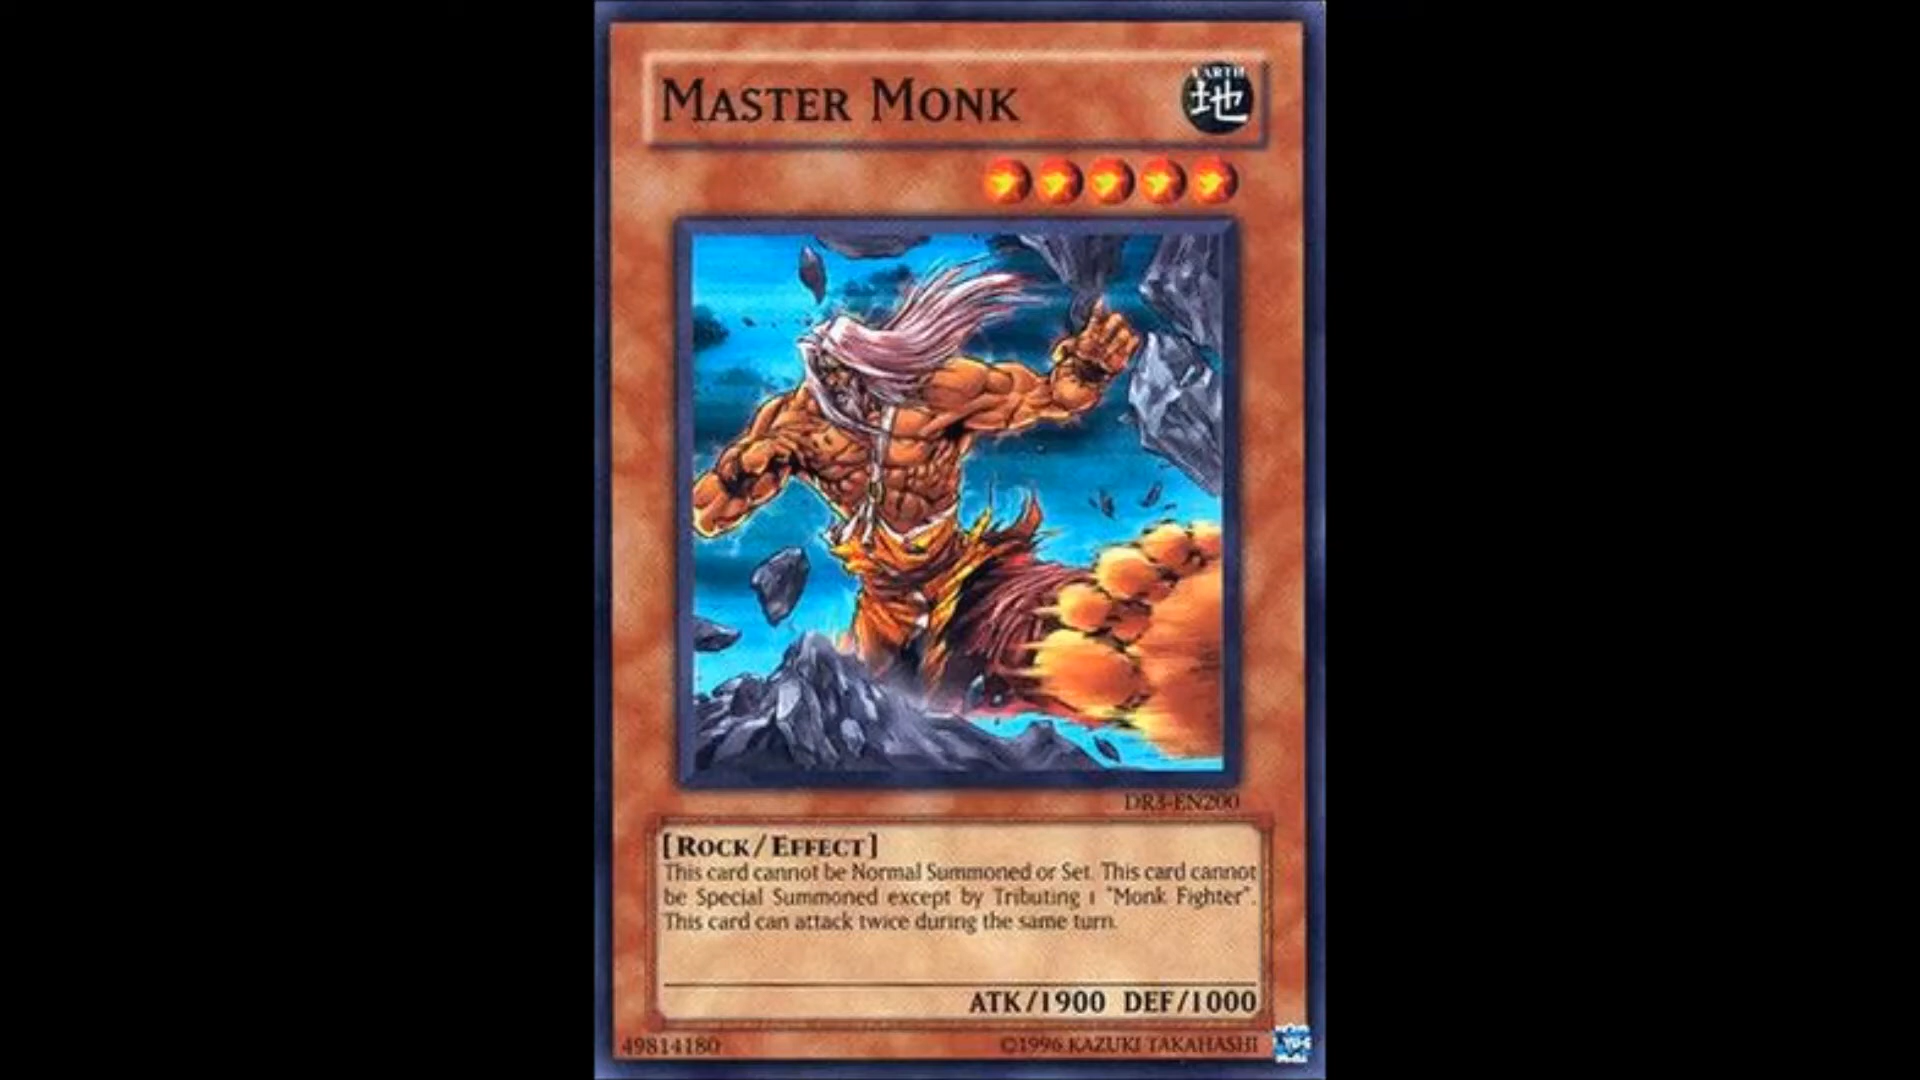 MASTER MONK
EARTH
地
DR3-EN200
[ROCK/EFFECT]
This card cannot be Normal Summoned or Set. This card cannot
be Special Summoned except by Tributing 1 "Monk Fighter".
This card can attack twice during the same turn.
ATK/1900 DEF/1000
49814180
©1996 KAZUKI TAKAHASHI